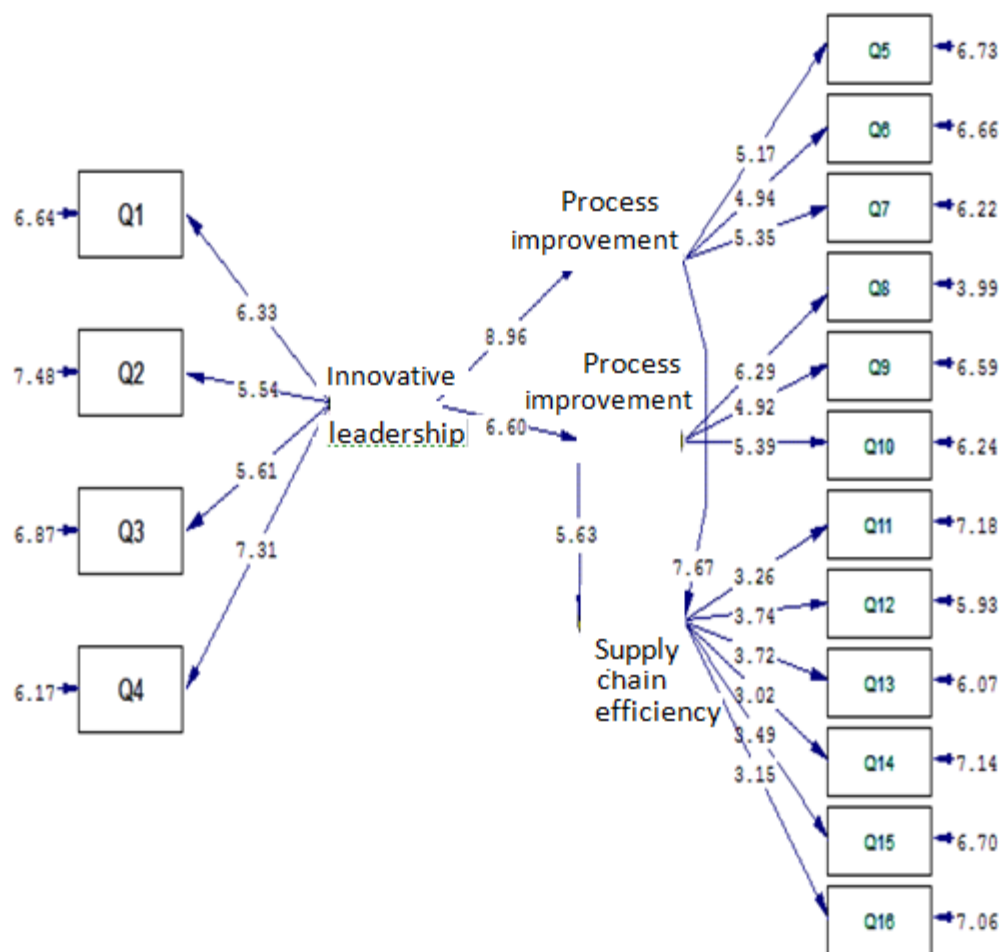 Q5
6.73
Q6
6.66
5.17
Q1
6.64
Process
improvement
4.94
Q7
6.22
5.35
Q8
3.99
6.33
8.96
Q2
7.48
5.54
Innovative
leadership
Process
improvement
6.29
Q9
6.59
4.92
6.60
5.39
Q10
6.24
5.61
Q3
6.87
7.31
5.63
7.67
Q11
7.18
3.26
Q12
5.93
3.74
3.72
Q13
6.07
Q4
6.17
Supply
chain
efficiency
3.02
3.49
3.15
Q14
7.14
Q15
6.70
Q16
7.06